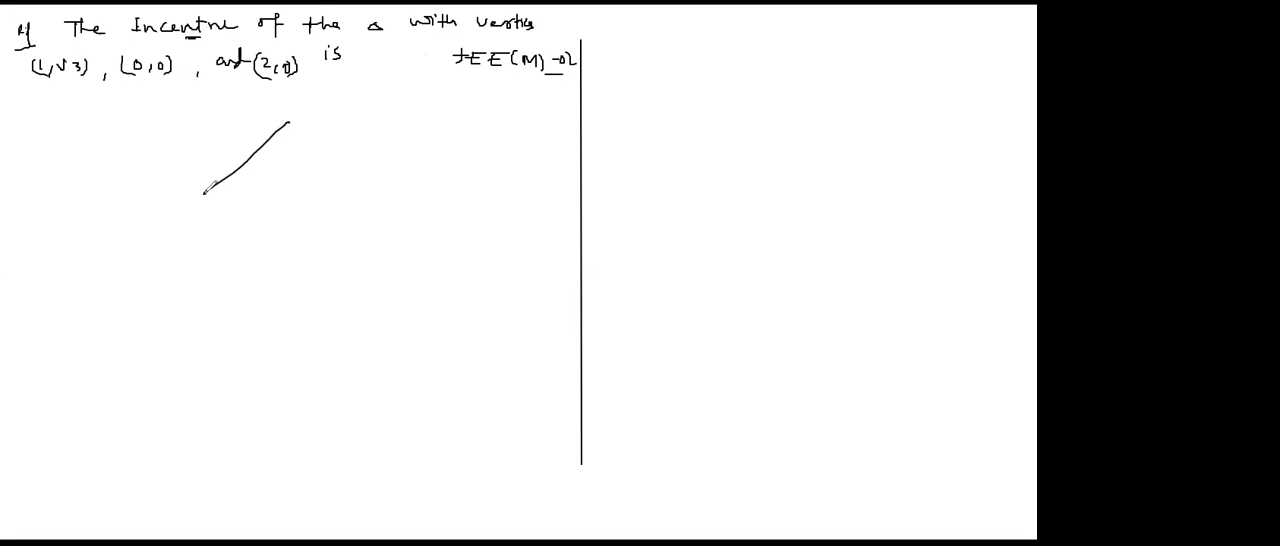 Q The Incentre of the △ with vertices
(1,√3), (0,0), and (2,0) is JEE(M)-02